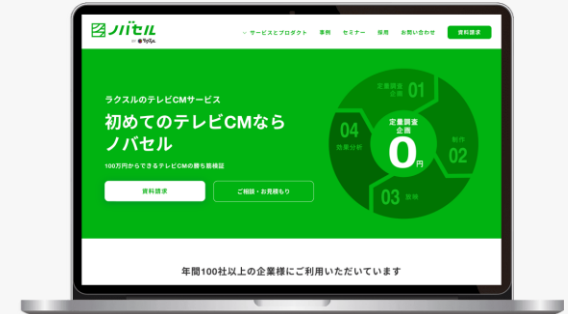 ノバセル
サービスとプロダクト 事例 セミナー 採用 お問い合わせ 資料請求
ラクスルのテレビCMサービス
初めてのテレビCMなら
ノバセル
100万円からできるテレビCMの勝ち筋検証
資料請求 ご相談・お見積もり
定量調査
企画 01
制作
02
03 放映
04
効果分析
定量調査
企画
0円
年間100社以上の企業様にご利用いただいています